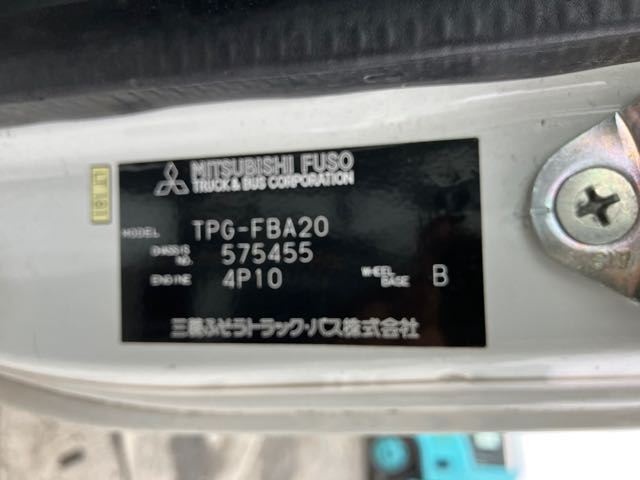 MITSUBISHI FUSO
TRUCK & BUS CORPORATION
MODEL TPG-FBA20
CHASSIS NO. 575455
ENGINE 4P10 WHEEL BASE B
三菱ふそうトラック・バス株式会社